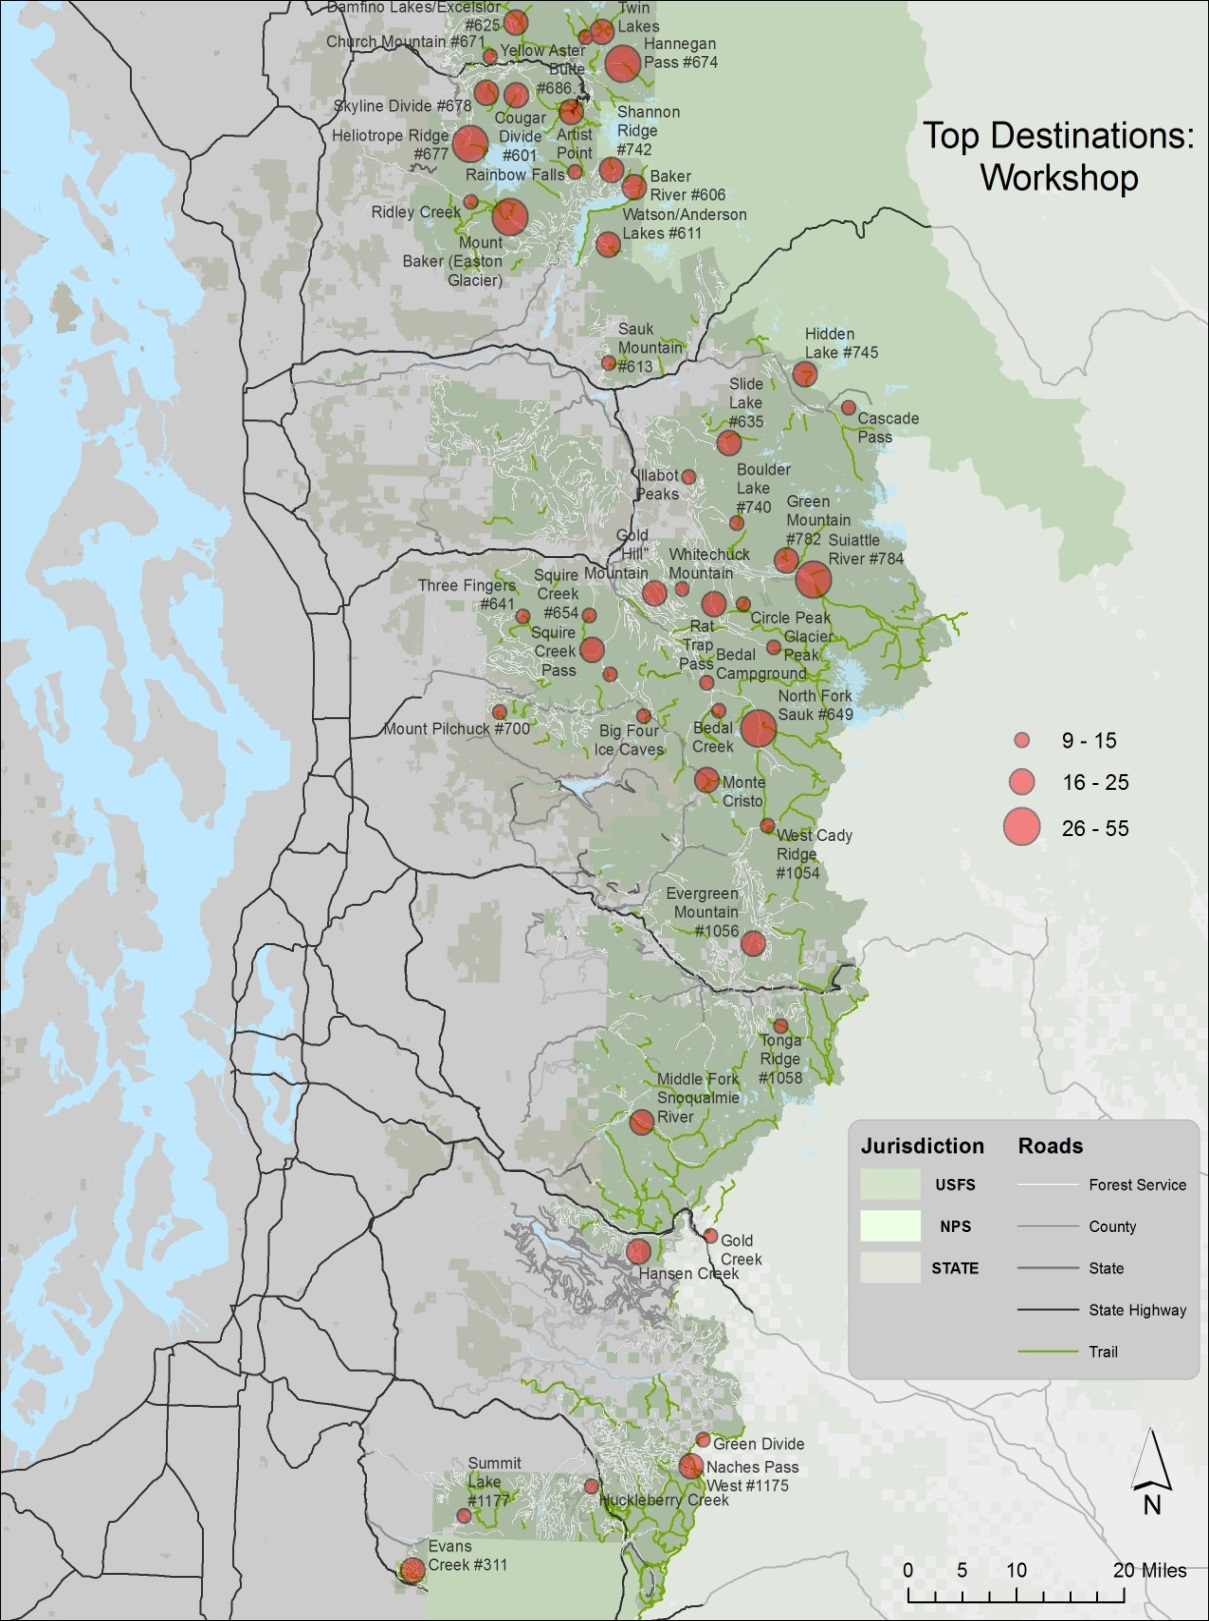 Damfino Lakes/Excelsior
#625
Twin
Lakes
Church Mountain #671
Yellow Aster
Butte
#686.1
Hannegan
Pass #674
Skyline Divide #678
Cougar
Divide
#601
Artist
Point
Shannon
Ridge
#742
Heliotrope Ridge
#677
Rainbow Falls
Baker
River #606
Ridley Creek
Watson/Anderson
Lakes #611
Mount
Baker (Easton
Glacier)
Top Destinations:
Workshop
Sauk
Mountain
#613
Hidden
Lake #745
Slide
Lake
#635
Cascade
Pass
Illabot
Peaks
Boulder
Lake
#740
Green
Mountain
#782
Suiattle
River #784
Gold
"Hill"
Mountain
Whitechuck
Mountain
Three Fingers
#641
Squire
Creek
#654
Squire
Creek
Pass
Rat
Trap
Pass
Circle Peak
Glacier
Peak
Bedal
Campground
North Fork
Sauk #649
Mount Pilchuck #700
Big Four
Ice Caves
Bedal
Creek
Monte
Cristo
9 - 15
16 - 25
26 - 55
West Cady
Ridge
#1054
Evergreen
Mountain
#1056
Tonga
Ridge
#1058
Middle Fork
Snoqualmie
River
Gold
Creek
Hansen Creek
Jurisdiction
USFS
NPS
STATE
Roads
Forest Service
County
State
State Highway
Trail
Green Divide
Naches Pass
West #1175
Huckleberry Creek
Summit
Lake
#1177
Evans
Creek #311
N
0 5 10 20 Miles